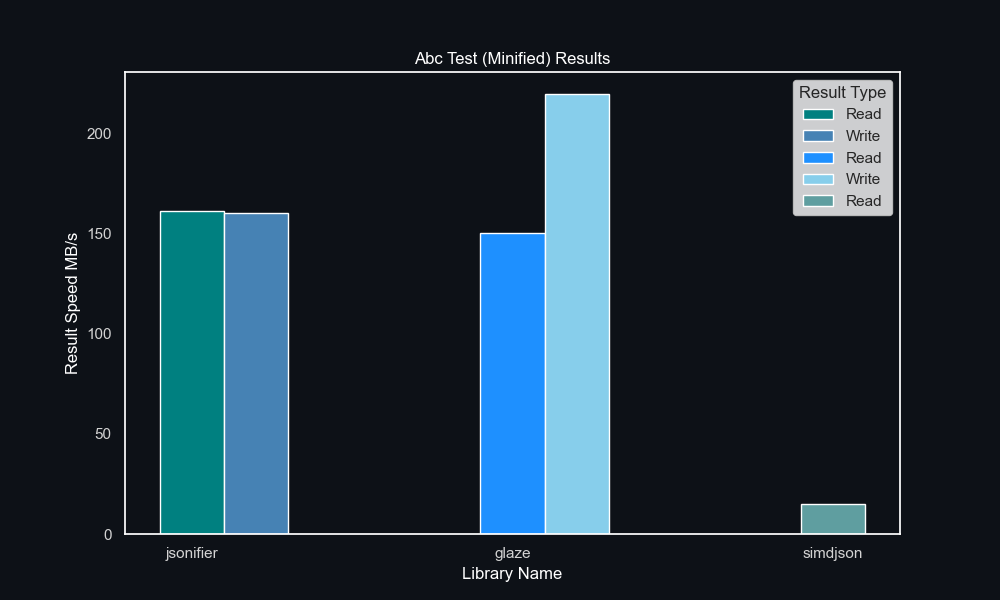 Abc Test (Minified) Results
Result Type
Read
Write
Read
Write
Read
200
150
100
50
0
Result Speed MB/s
jsonifier
glaze
simdjson
Library Name